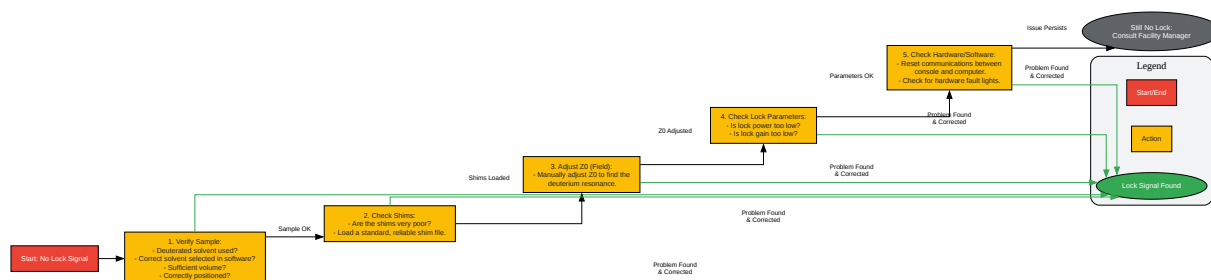 Start: No Lock Signal
1. Verify Sample:
- Deuterated solvent used?
- Correct solvent selected in software?
- Sufficient volume?
- Correctly positioned?
Sample OK
2. Check Shims:
- Are the shims very poor?
- Load a standard, reliable shim file.
Shims Loaded
3. Adjust Z0 (Field):
- Manually adjust Z0 to find the
deuterium resonance.
Z0 Adjusted
4. Check Lock Parameters:
- Is lock power too low?
- Is lock gain too low?
Parameters OK
5. Check Hardware/Software:
- Reset communications between
console and computer.
- Check for hardware fault lights.
Issue Persists
Still No Lock:
Consult Facility Manager
Problem Found
& Corrected
Problem Found
& Corrected
Problem Found
& Corrected
Problem Found
& Corrected
Problem Found
& Corrected
Legend
Start/End
Action
Lock Signal Found